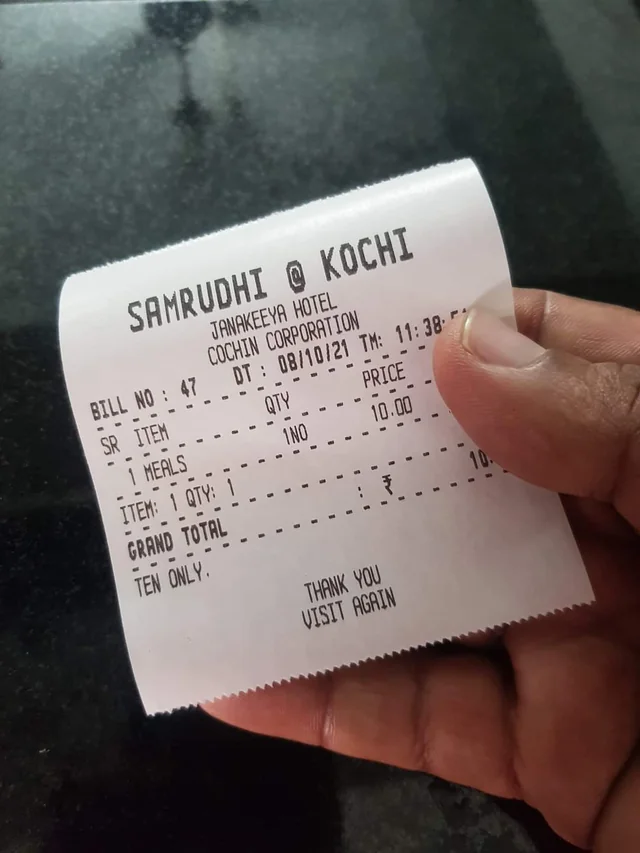 SAMRUDHI @ KOCHI
JANAKEEYA HOTEL
COCHIN CORPORATION
BILL NO : 47 DT : 08/10/21 TM: 11:38:
SR ITEM QTY PRICE
1 MEALS 1NO 10.00
ITEM: 1 QTY: 1 10.
GRAND TOTAL : ₹
TEN ONLY.
THANK YOU
VISIT AGAIN